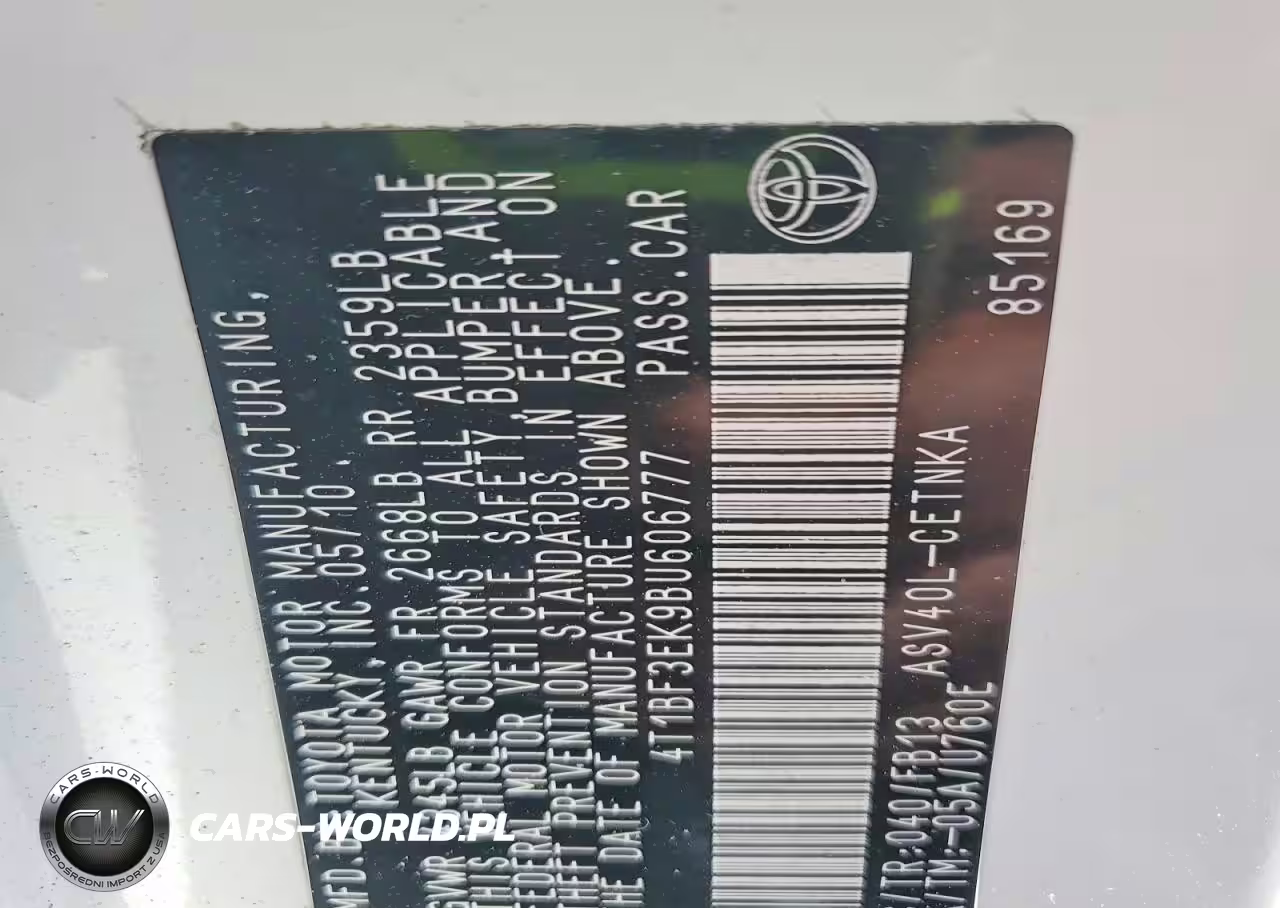 MFD.BY TOYOTA MOTOR MANUFACTURING,
KENTUCKY, INC. 05/10
GVWR 4945LB GAWR FR 2668LB RR 2359LB
THIS VEHICLE CONFORMS TO ALL APPLICABLE
FEDERAL MOTOR VEHICLE SAFETY, BUMPER, AND
THEFT PREVENTION STANDARDS IN EFFECT ON
THE DATE OF MANUFACTURE SHOWN ABOVE.
4T1BF3EK9BU606777 PASS.CAR
/TR:040/FB13 ASV40L-CETNKA
/TM:-05A/U760E
85169
CARS-WORLD
CW
BEZPOŚREDNI IMPORT Z USA
CARS-WORLD.PL